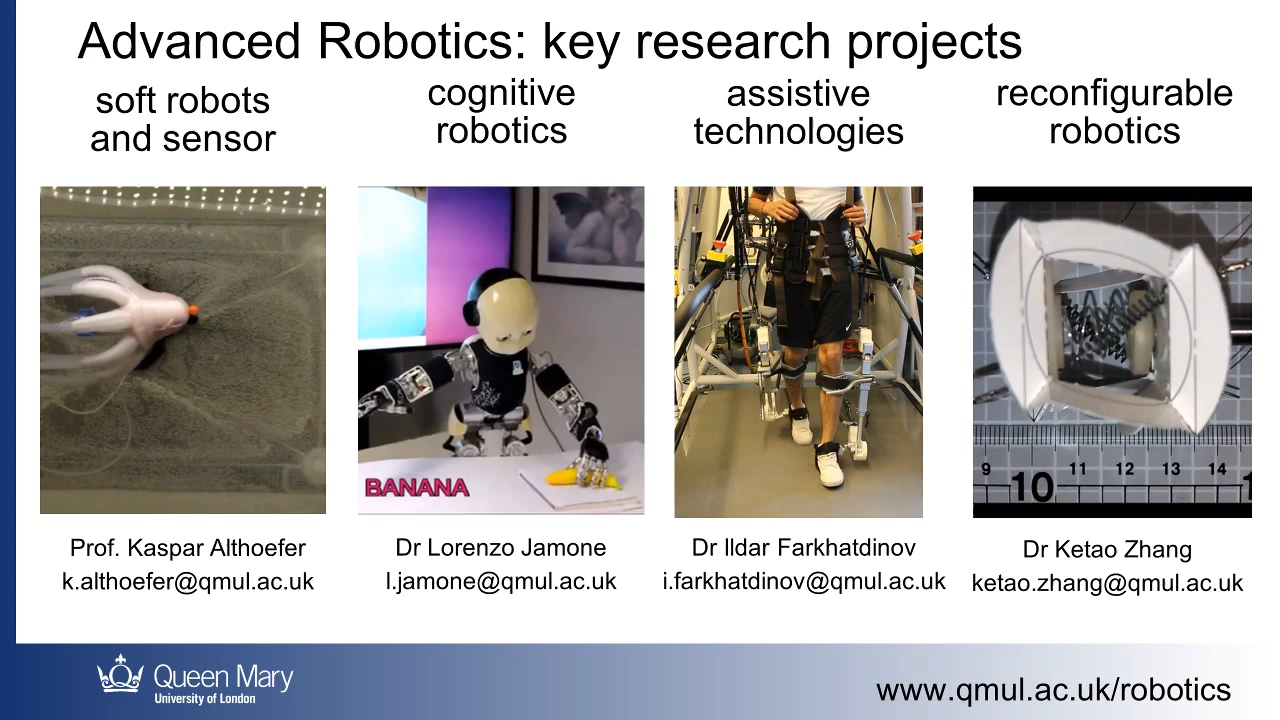 Advanced Robotics: key research projects
soft robots
and sensor
cognitive
robotics
assistive
technologies
reconfigurable
robotics
BANANA
9 10 11 12 13 14 1
Prof. Kaspar Althoefer
k.althoefer@qmul.ac.uk
Dr Lorenzo Jamone
l.jamone@qmul.ac.uk
Dr Ildar Farkhatdinov
i.farkhatdinov@qmul.ac.uk
Dr Ketao Zhang
ketao.zhang@qmul.ac.uk
Queen Mary
University of London
www.qmul.ac.uk/robotics